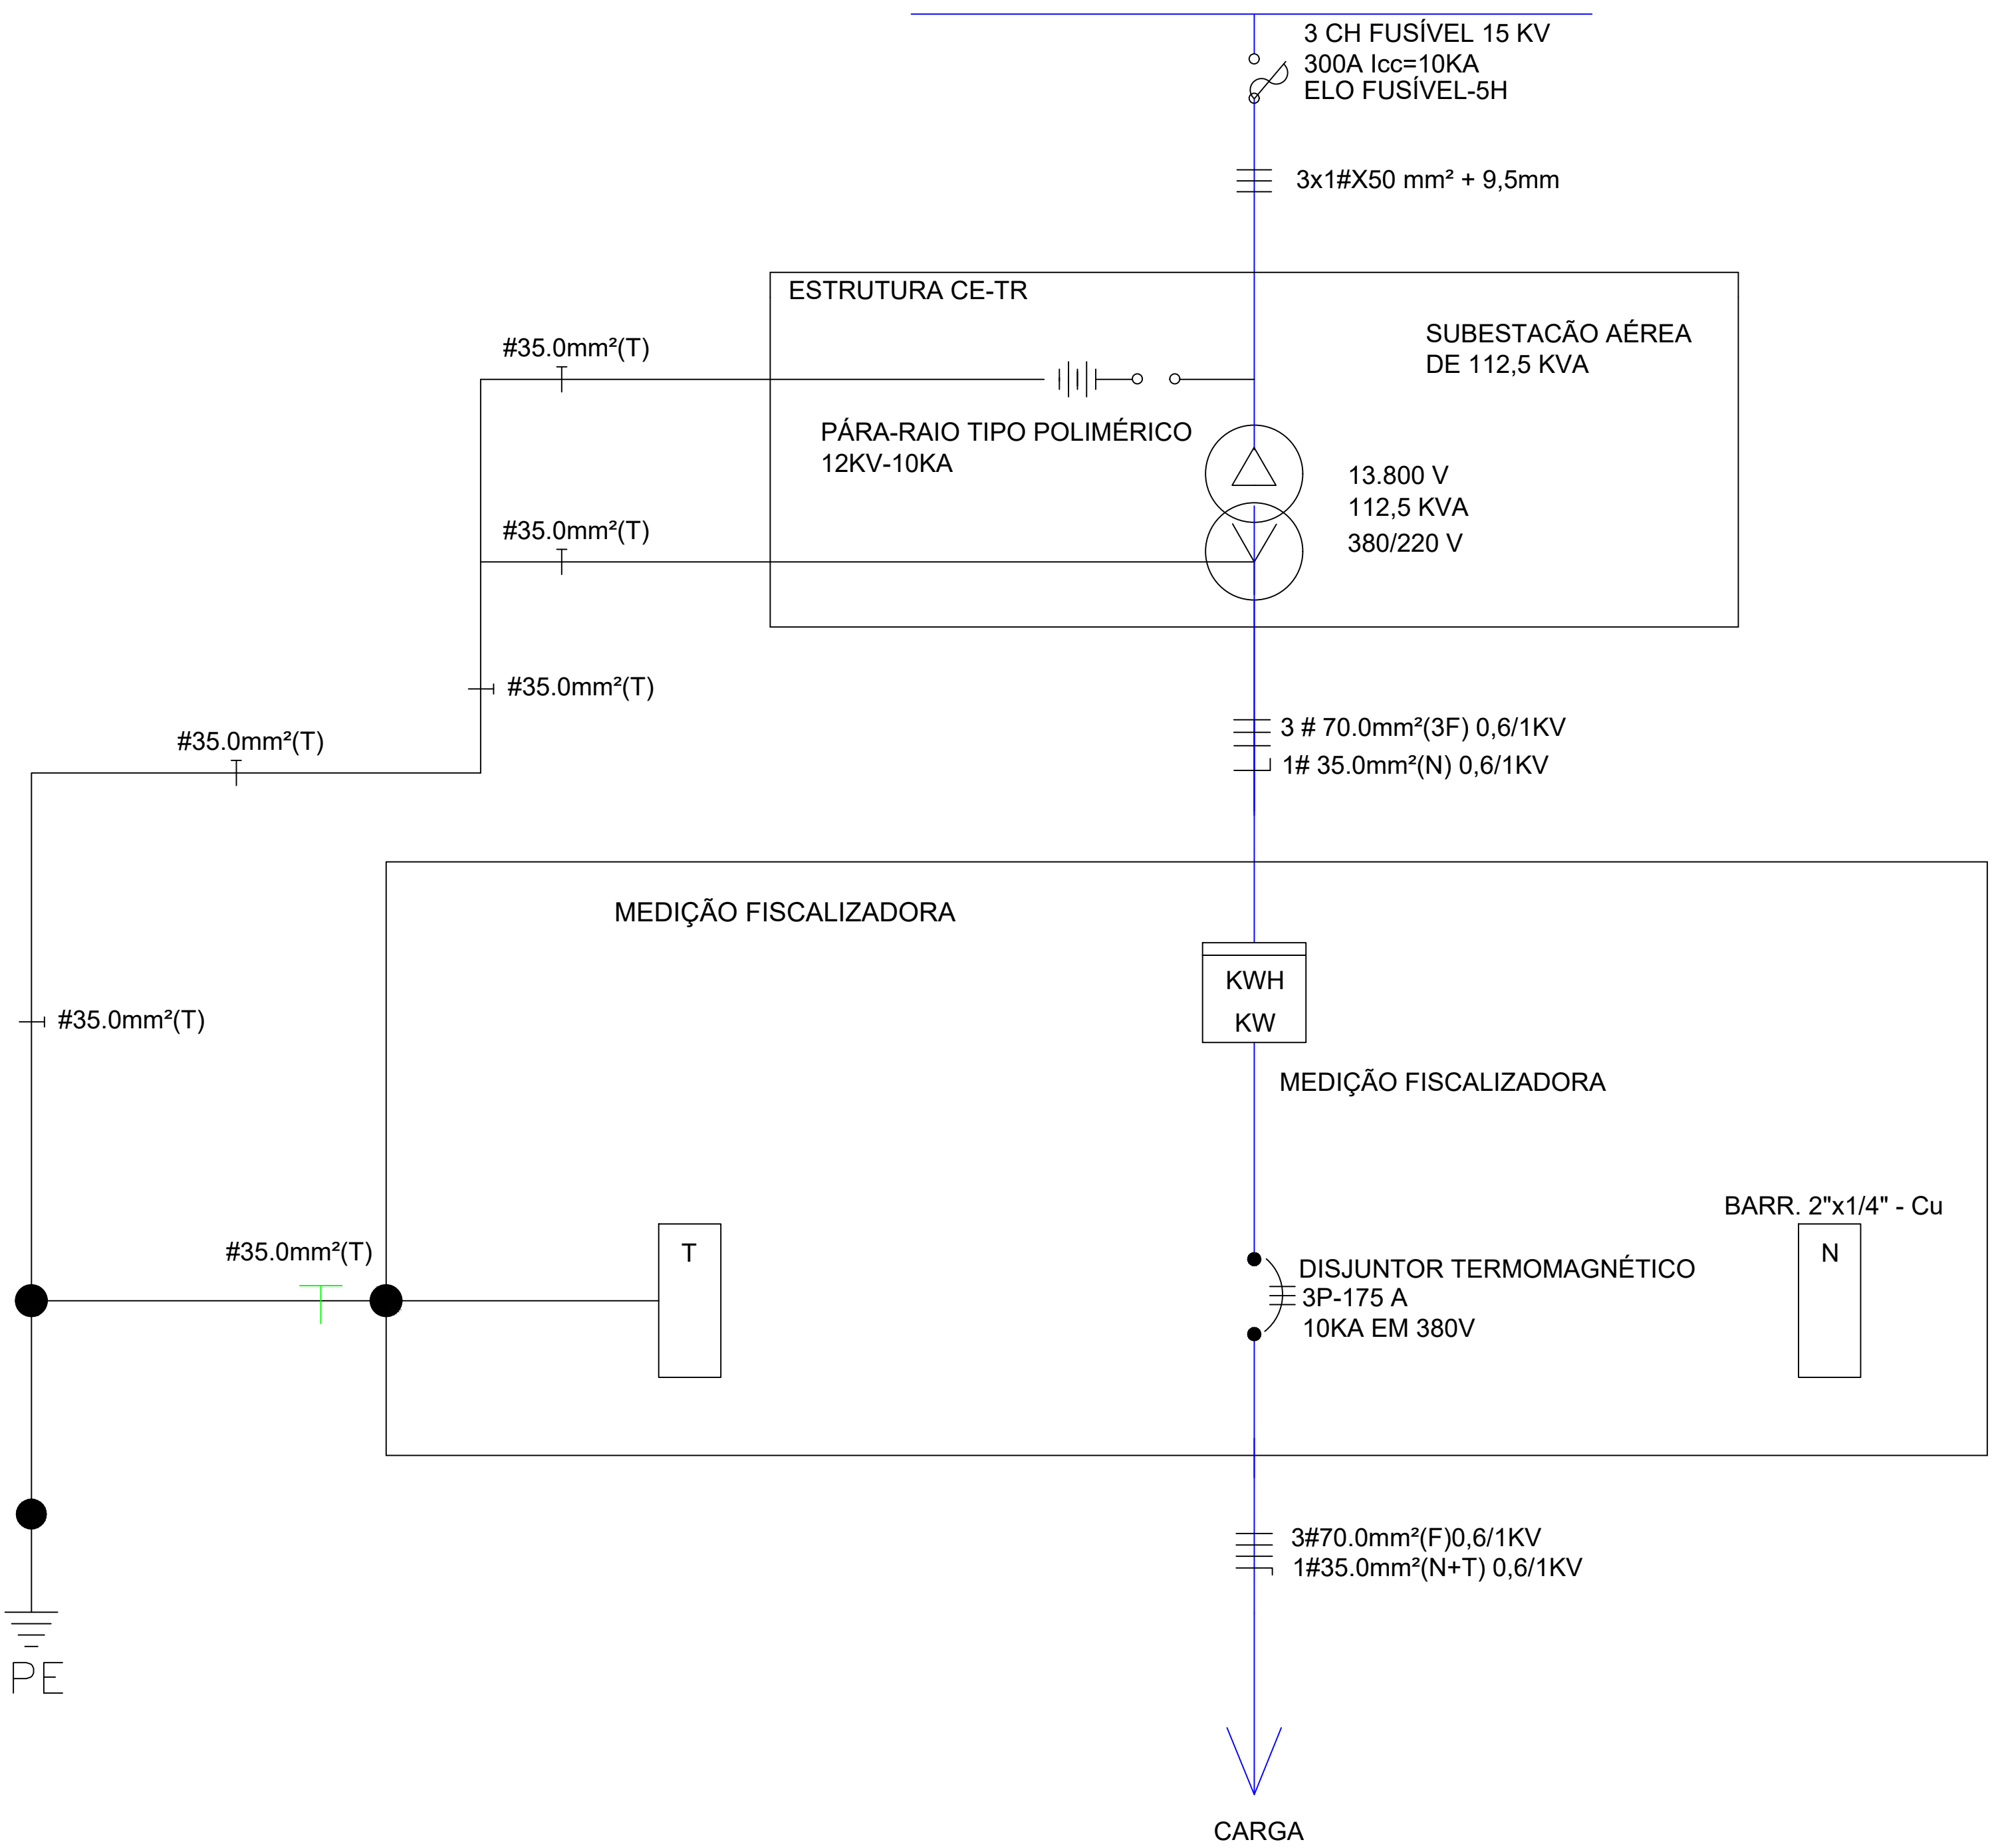 3 CH FUSÍVEL 15 KV
300A Icc=10KA
ELO FUSÍVEL-5H
3x1#X50 mm² + 9,5mm
ESTRUTURA CE-TR
SUBESTACÃO AÉREA
DE 112,5 KVA
#35.0mm²(T)
PÁRA-RAIO TIPO POLIMÉRICO
12KV-10KA
13.800 V
112,5 KVA
380/220 V
#35.0mm²(T)
#35.0mm²(T)
#35.0mm²(T)
3 # 70.0mm²(3F) 0,6/1KV
1# 35.0mm²(N) 0,6/1KV
MEDIÇÃO FISCALIZADORA
KWH
KW
#35.0mm²(T)
MEDIÇÃO FISCALIZADORA
BARR. 2"x1/4" - Cu
#35.0mm²(T)
T
N
DISJUNTOR TERMOMAGNÉTICO
3P-175 A
10KA EM 380V
3#70.0mm²(F)0,6/1KV
1#35.0mm²(N+T) 0,6/1KV
PE
CARGA